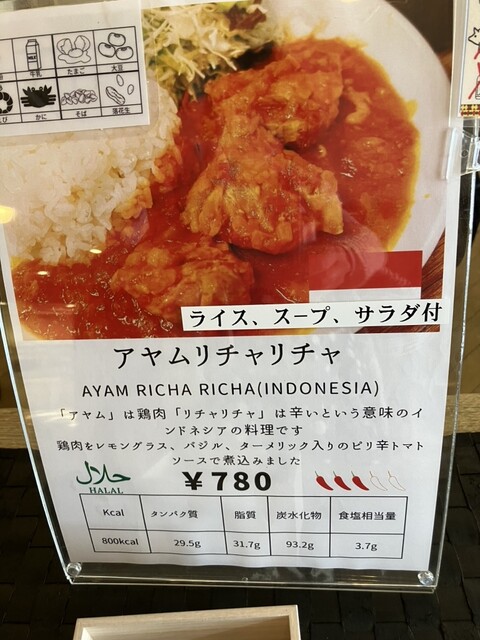 牛乳
たまご
大豆
かに
そば
落花生
ライス、スープ、サラダ付
アヤムリチャリチャ
AYAM RICHA RICHA(INDONESIA)
「アヤム」は鶏肉「リチャリチャ」は辛いという意味のイ
ンドネシアの料理です
鶏肉をレモングラス、バジル、ターメリック入りのピリ辛トマト
ソースで煮込みました
حلال
HALAL
￥780
Kcal タンパク質 脂質 炭水化物 食塩相当量
800kcal 29.5g 31.7g 93.2g 3.7g